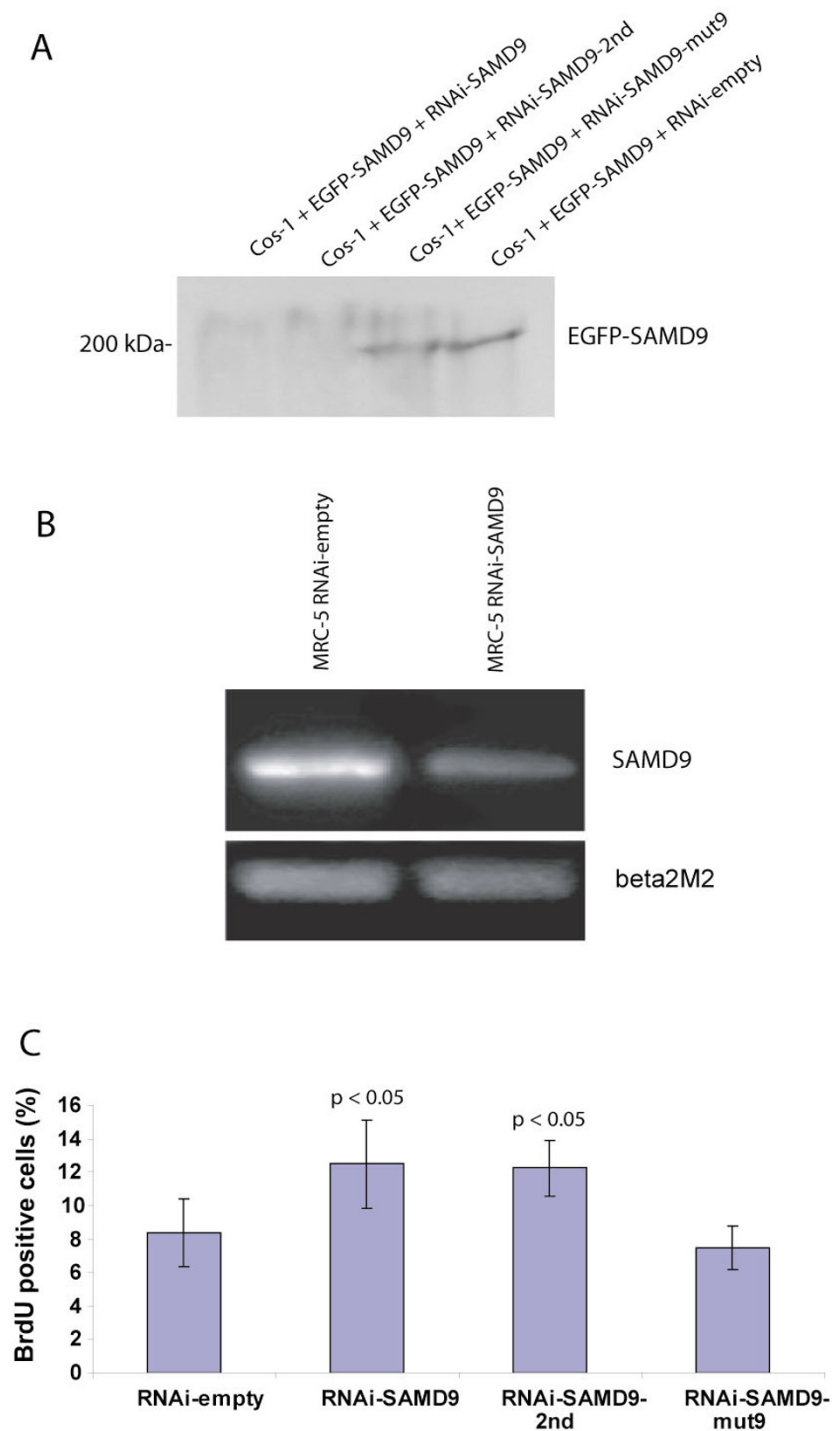 A
Cos-1 + EGFP-SAMD9 + RNAi-SAMD9
Cos-1 + EGFP-SAMD9 + RNAi-SAMD9-2nd
Cos-1+ EGFP-SAMD9 + RNAi-SAMD9-mut9
Cos-1 + EGFP-SAMD9 + RNAi-empty
200 kDa-
EGFP-SAMD9
B
MRC-5 RNAi-empty
MRC-5 RNAi-SAMD9
SAMD9
beta2M2
C
BrdU positive cells (%)
16
14
12
10
8
6
4
2
0
p < 0.05
p < 0.05
RNAi-empty
RNAi-SAMD9
RNAi-SAMD9-
2nd
RNAi-SAMD9-
mut9